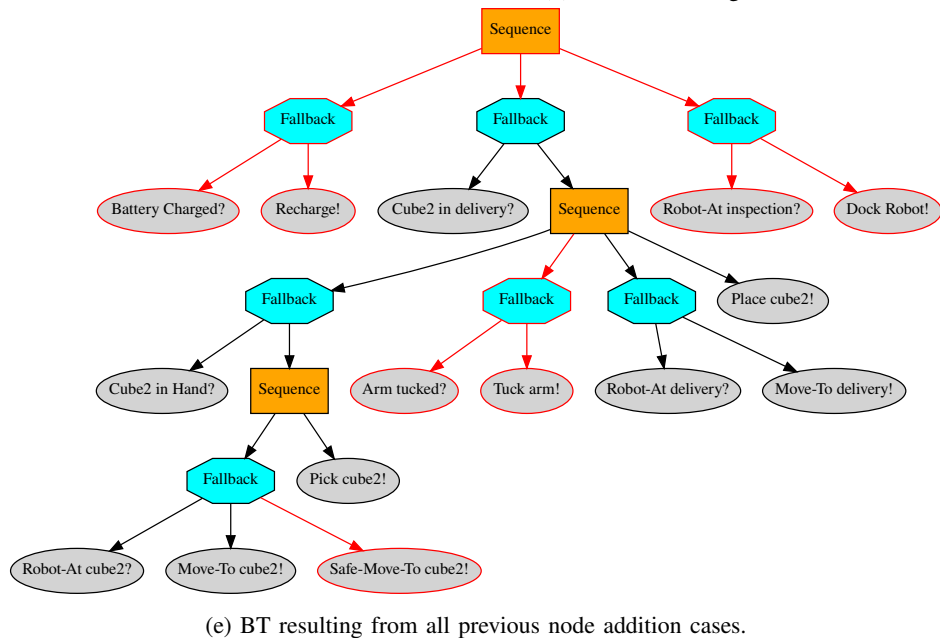 Sequence
Fallback
Fallback
Fallback
Battery Charged?
Recharge!
Cube2 in delivery?
Sequence
Robot-At inspection?
Dock Robot!
Fallback
Fallback
Fallback
Place cube2!
Cube2 in Hand?
Sequence
Arm tucked?
Tuck arm!
Robot-At delivery?
Move-To delivery!
Fallback
Pick cube2!
Robot-At cube2?
Move-To cube2!
Safe-Move-To cube2!
(e) BT resulting from all previous node addition cases.